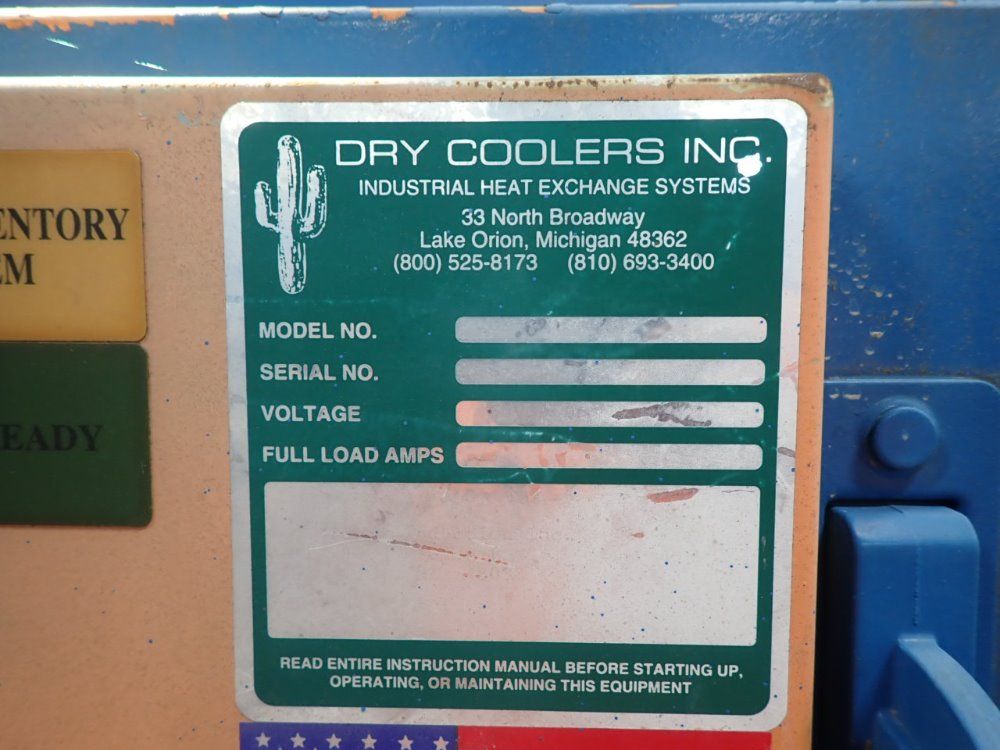 ENTORY
EM
EADY
DRY COOLERS INC.
INDUSTRIAL HEAT EXCHANGE SYSTEMS
33 North Broadway
Lake Orion, Michigan 48362
(800) 525-8173 (810) 693-3400
MODEL NO.
SERIAL NO.
VOLTAGE
FULL LOAD AMPS
READ ENTIRE INSTRUCTION MANUAL BEFORE STARTING UP,
OPERATING, OR MAINTAINING THIS EQUIPMENT